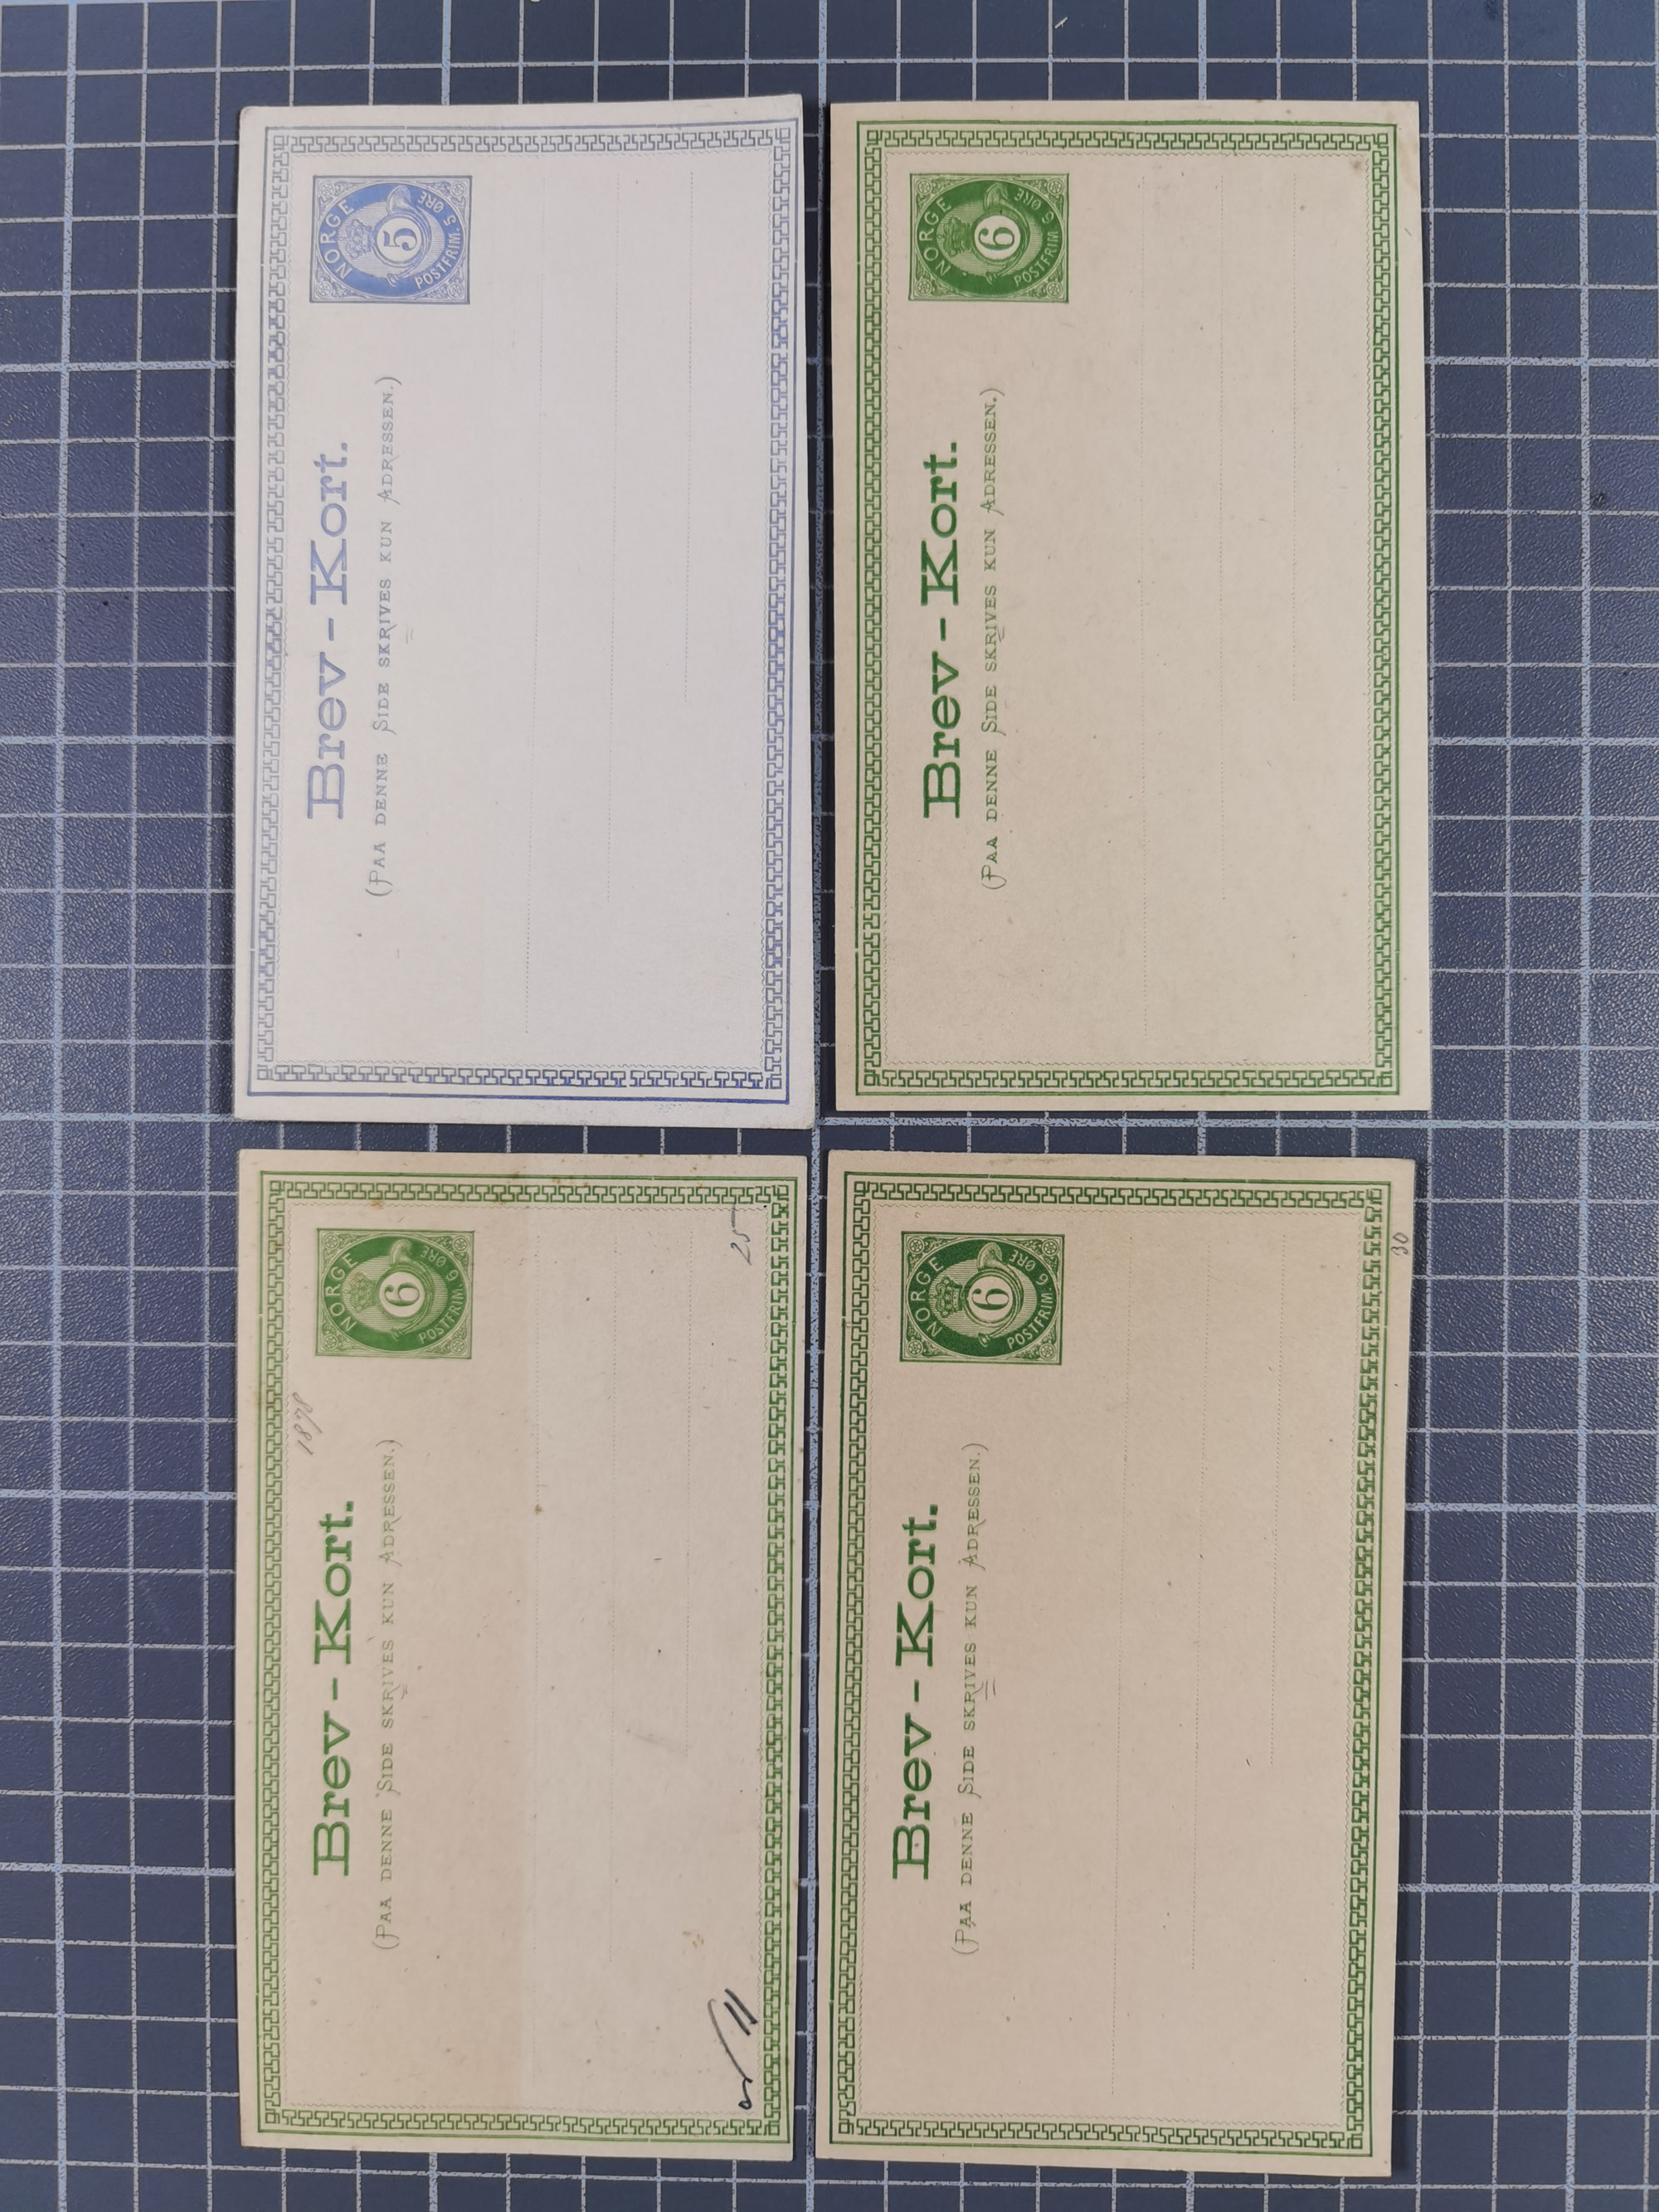 NORGE
5
POSTFRIM. 5 ØRE
Brev-Kort.
(PAA DENNE SIDE SKRIVES KUN ADRESSEN.)
NORGE
6
POSTFRIM 6 ØRE
Brev-Kort.
(PAA DENNE SIDE SKRIVES KUN ADRESSEN.)
1878
NORGE
6
POSTFRIM. 6 ØRE
Brev-Kort.
(PAA DENNE SIDE SKRIVES KUN ADRESSEN.)
25
NORGE
6
POSTFRIM. 6 ØRE
Brev-Kort.
(PAA DENNE SIDE SKRIVES KUN ADRESSEN.)
30